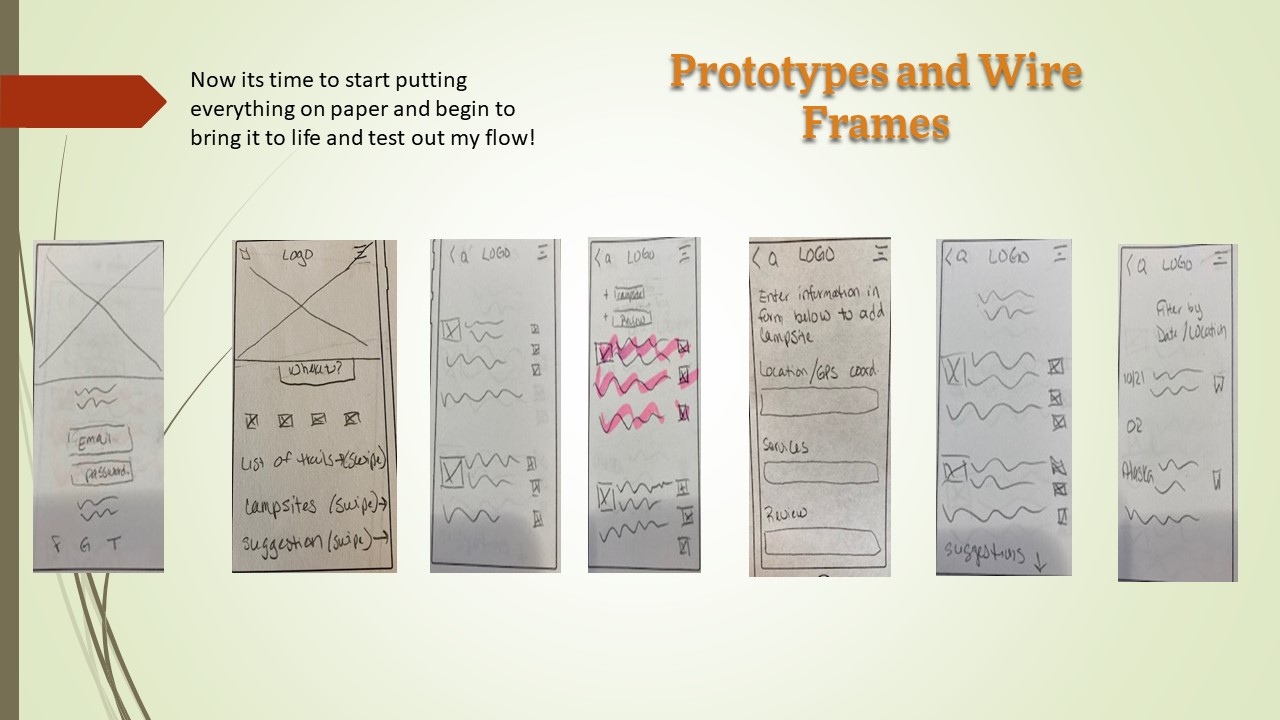 Now its time to start putting
everything on paper and begin to
bring it to life and test out my flow!
Prototypes and Wire
Frames
EMAIL
password
F G T
Logo
Where to?
List of trails→(swipe)
campsites (swipe)→
suggestion (swipe)→
< Q LOGO
< Q LOGO
+ Campsite
+ Review
< Q LOGO
Enter information in
form below to add
Campsite
Location/GPS coord.
Services
Review
< Q LOGO
suggestions ↓
< Q LOGO
Filter by
Date/Location
10/21
OR
Alaska